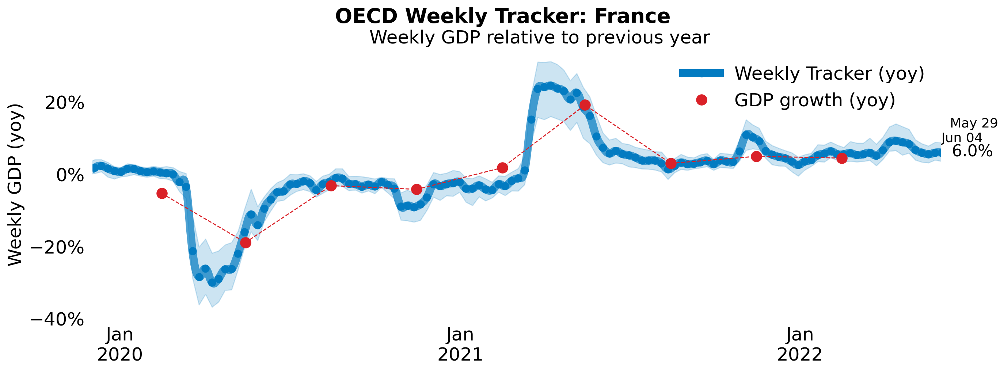 OECD Weekly Tracker: France
Weekly GDP relative to previous year
Weekly Tracker (yoy)
GDP growth (yoy)
Weekly GDP (yoy)
20%
0%
−20%
−40%
May 29
Jun 04
6.0%
Jan
2020
Jan
2021
Jan
2022